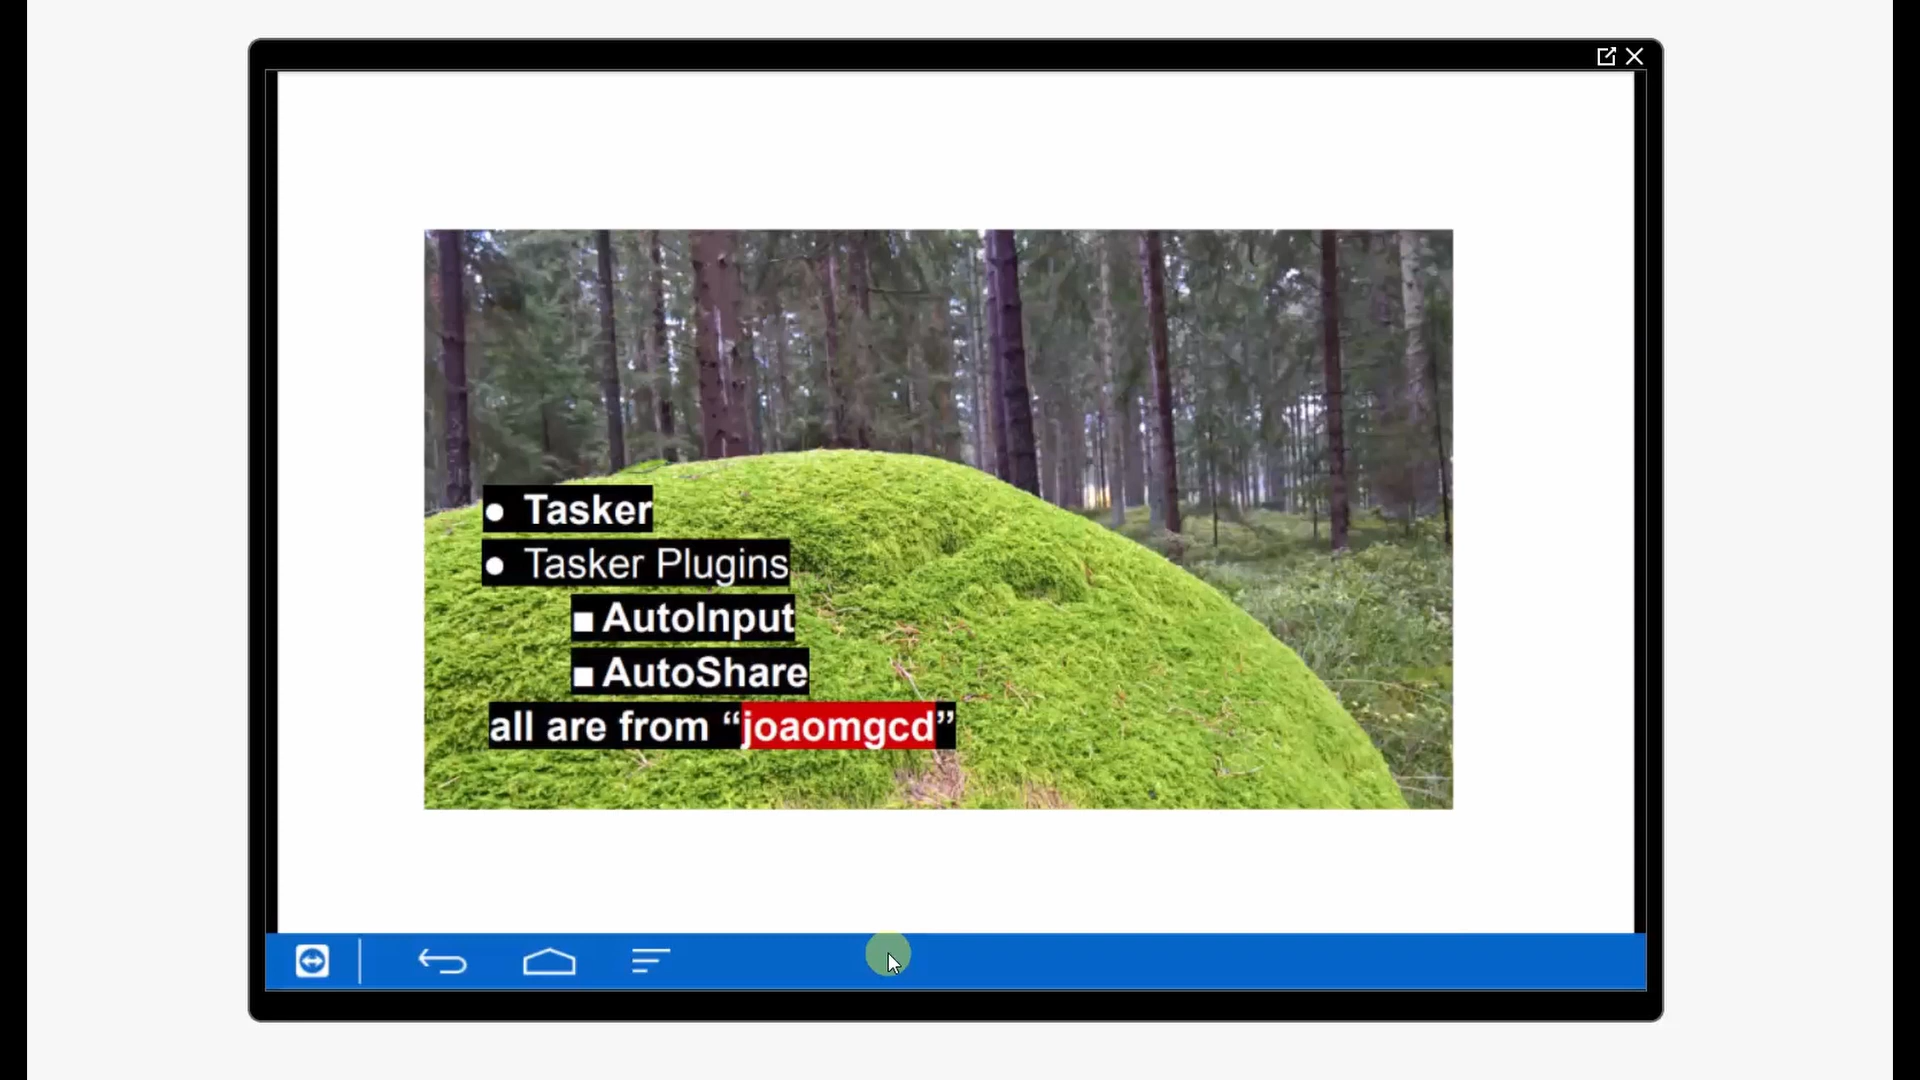 ● Tasker
● Tasker Plugins
■ AutoInput
■ AutoShare
all are from “joaomgcd”